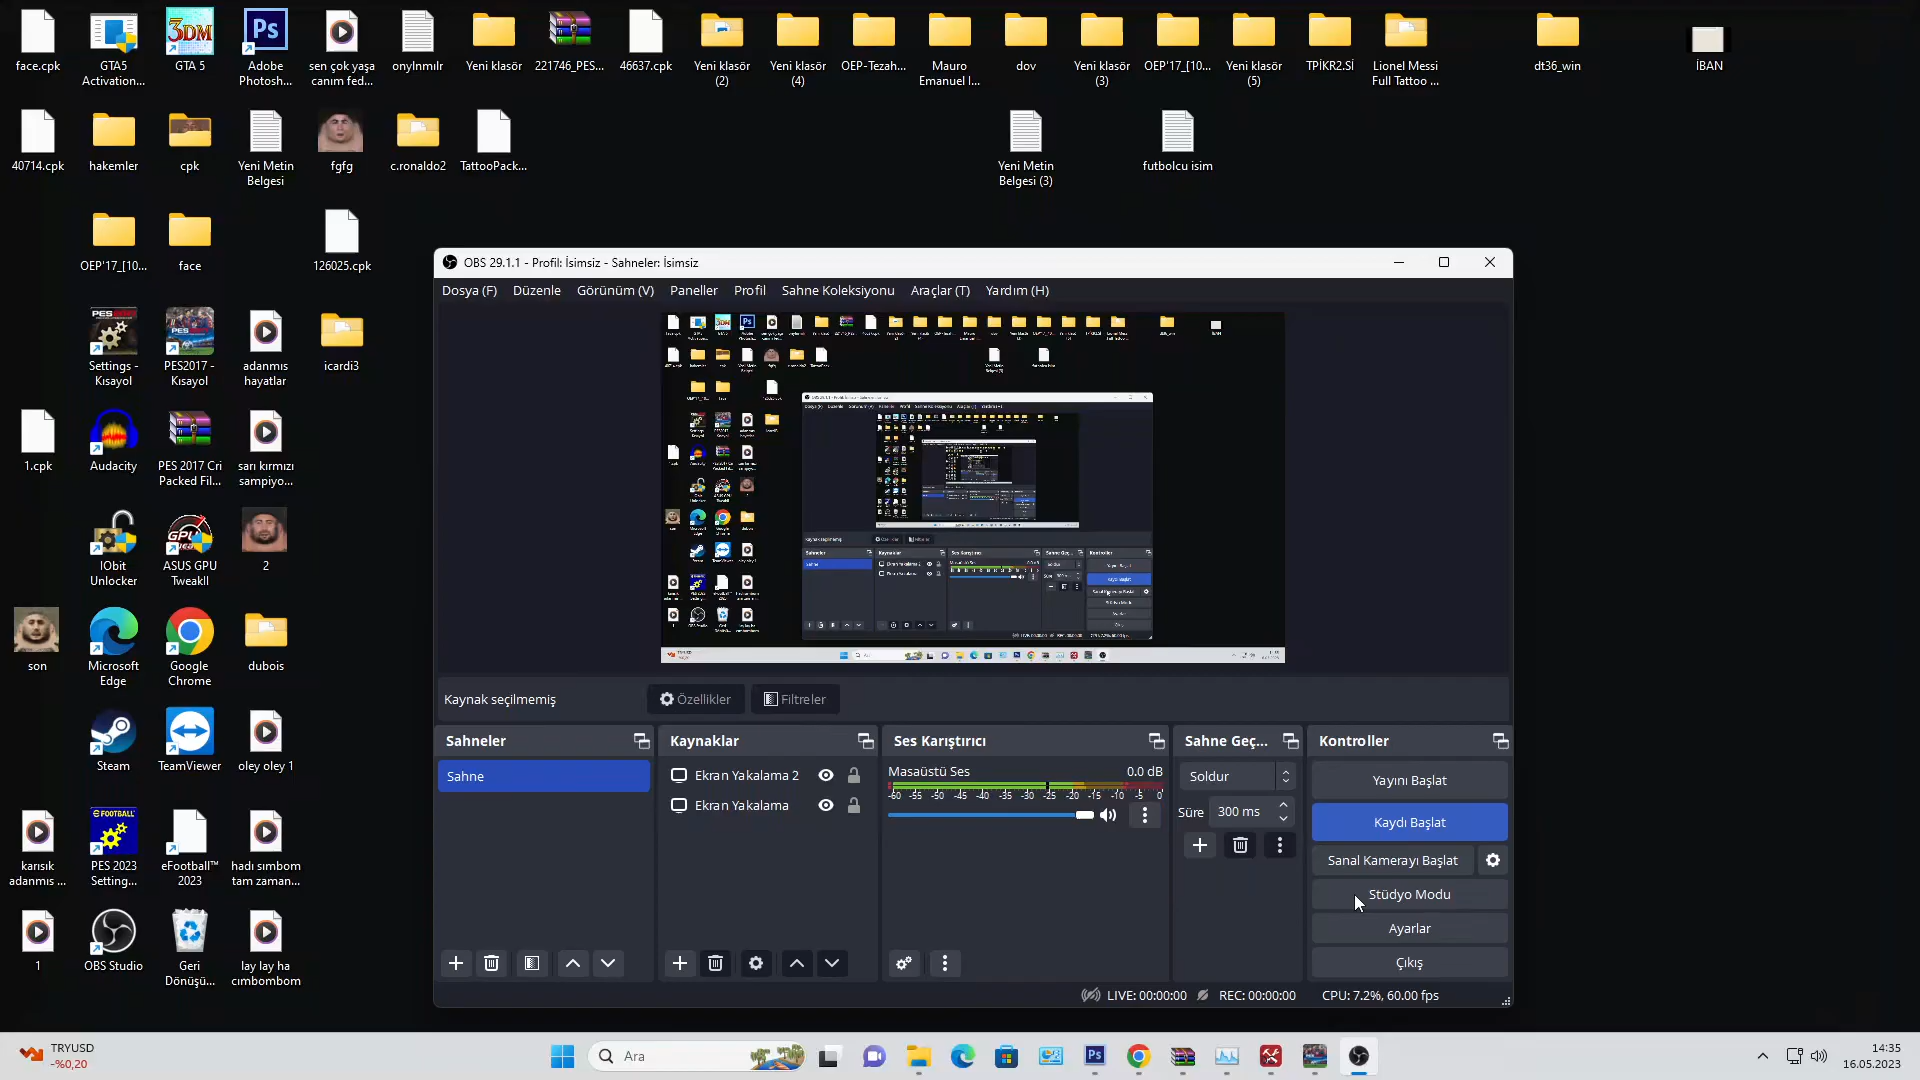 face.cpk
GTA5
Activation...
GTA 5
Adobe
Photosh...
sen çok yaşa
canım fed...
onylnmılr
Yeni klasör
221746_PES...
46637.cpk
Yeni klasör
(2)
Yeni klasör
(4)
OEP-Tezah...
Mauro
Emanuel I...
dov
Yeni klasör
(3)
OEP'17_[10...
Yeni klasör
(5)
TPİKR2.Sİ
Lionel Messi
Full Tattoo ...
dt36_win
İBAN
40714.cpk
hakemler
cpk
Yeni Metin
Belgesi
fgfg
c.ronaldo2
TattooPack...
Yeni Metin
Belgesi (3)
futbolcu isim
OEP'17_[10...
face
126025.cpk
Settings -
Kısayol
PES2017 -
Kısayol
adanmış
hayatlar
icardi3
1.cpk
Audacity
PES 2017 Cri
Packed Fil...
sarı kırmızı
sampiyo...
IObit
Unlocker
ASUS GPU
TweakII
2
son
Microsoft
Edge
Google
Chrome
dubois
Steam
TeamViewer
oley oley 1
karısık
adanmıs ...
PES 2023
Setting...
eFootball™
2023
hadı sımbom
tam zaman...
1
OBS Studio
Geri
Dönüşü...
lay lay ha
cımbombom
OBS 29.1.1 - Profil: İsimsiz - Sahneler: İsimsiz
Dosya (F) Düzenle Görünüm (V) Paneller Profil Sahne Koleksiyonu Araçlar (T) Yardım (H)
Kaynak seçilmemiş Özellikler Filtreler
Sahneler
Sahne
Kaynaklar
Ekran Yakalama 2
Ekran Yakalama
Ses Karıştırıcı
Masaüstü Ses 0.0 dB
-60 -55 -50 -45 -40 -35 -30 -25 -20 -15 -10 -5 0
Sahne Geç...
Soldur
Süre 300 ms
Kontroller
Yayını Başlat
Kaydı Başlat
Sanal Kamerayı Başlat
Stüdyo Modu
Ayarlar
Çıkış
LIVE: 00:00:00 REC: 00:00:00 CPU: 7.2%, 60.00 fps
TRYUSD
-%0,20
Ara
14:35
16.05.2023